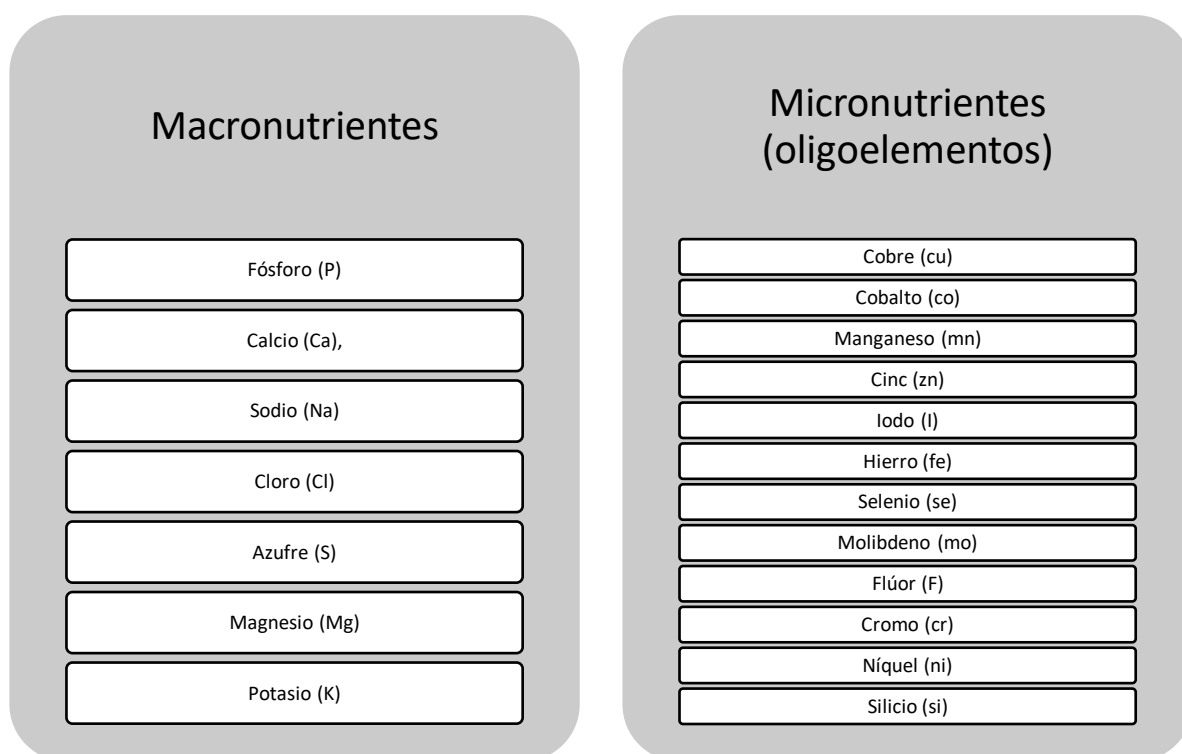 Macronutrientes
Fósforo (P)
Calcio (Ca),
Sodio (Na)
Cloro (Cl)
Azufre (S)
Magnesio (Mg)
Potasio (K)
Micronutrientes
(oligoelementos)
Cobre (cu)
Cobalto (co)
Manganeso (mn)
Cinc (zn)
Iodo (I)
Hierro (fe)
Selenio (se)
Molibdeno (mo)
Flúor (F)
Cromo (cr)
Níquel (ni)
Silicio (si)